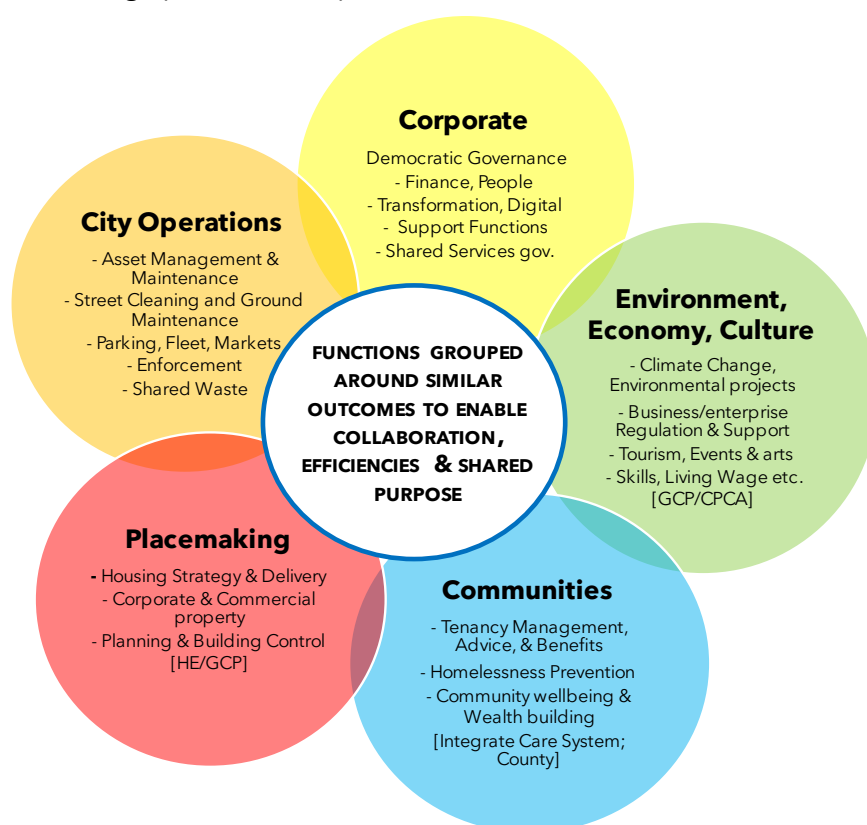 Corporate
Democratic Governance
- Finance, People
- Transformation, Digital
- Support Functions
- Shared Services gov.
City Operations
- Asset Management &
Maintenance
- Street Cleaning and Ground
Maintenance
- Parking, Fleet, Markets
- Enforcement
- Shared Waste
Environment,
Economy, Culture
- Climate Change,
Environmental projects
- Business/enterprise
Regulation & Support
- Tourism, Events & arts
- Skills, Living Wage etc.
[GCP/CPCA]
FUNCTIONS GROUPED
AROUND SIMILAR
OUTCOMES TO ENABLE
COLLABORATION,
EFFICIENCIES & SHARED
PURPOSE
Placemaking
- Housing Strategy & Delivery
- Corporate & Commercial
property
- Planning & Building Control
[HE/GCP]
Communities
- Tenancy Management,
Advice, & Benefits
- Homelessness Prevention
- Community wellbeing &
Wealth building
[Integrate Care System;
County]